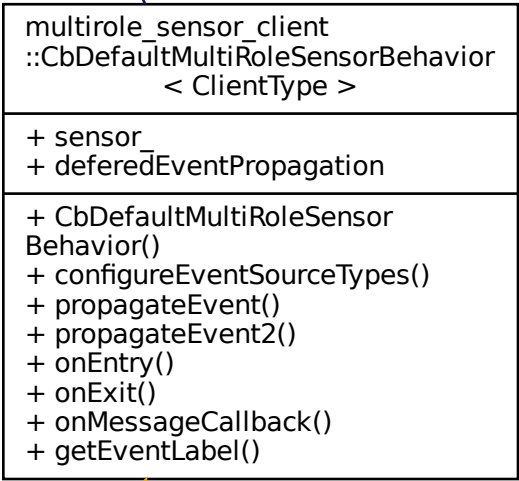 multirole_sensor_client
::CbDefaultMultiRoleSensorBehavior
< ClientType >
+ sensor_
+ deferedEventPropagation
+ CbDefaultMultiRoleSensor
Behavior()
+ configureEventSourceTypes()
+ propagateEvent()
+ propagateEvent2()
+ onEntry()
+ onExit()
+ onMessageCallback()
+ getEventLabel()